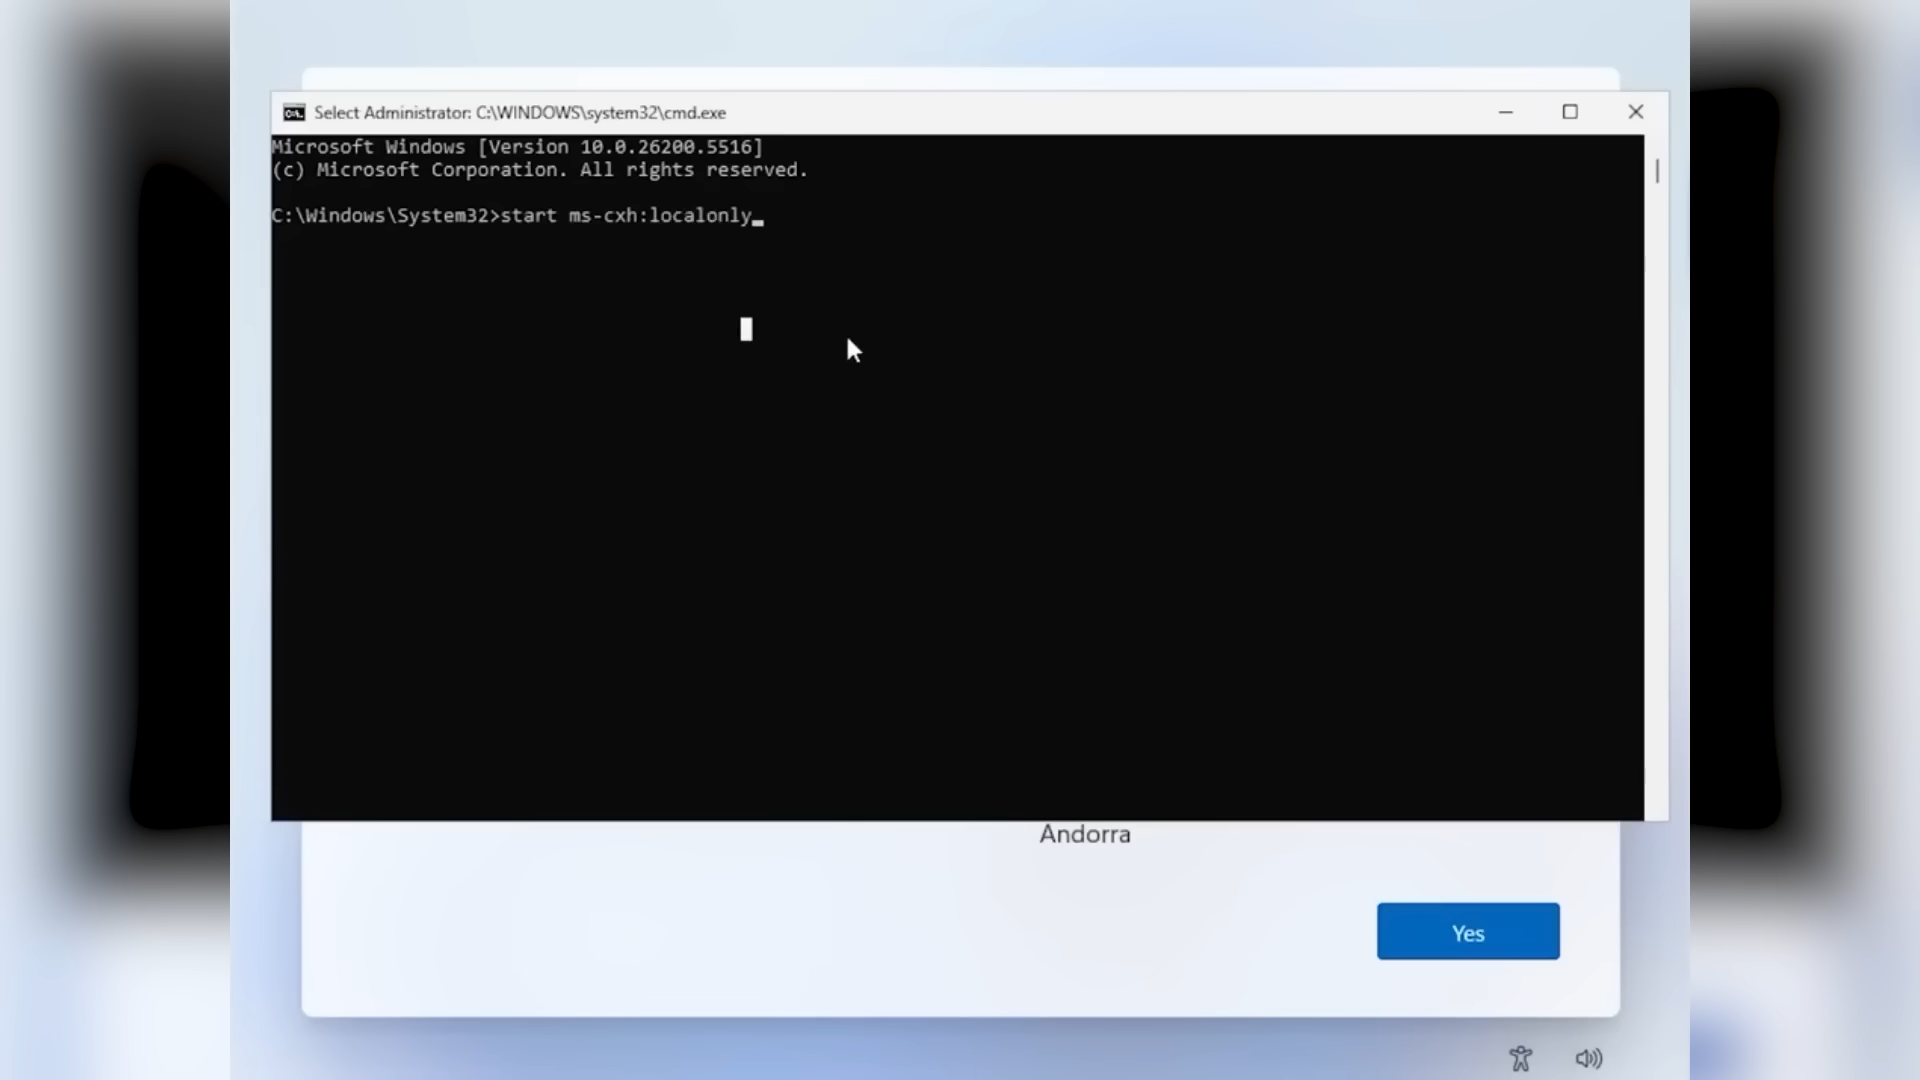 Select Administrator: C:\WINDOWS\system32\cmd.exe
Microsoft Windows [Version 10.0.26200.5516]
(c) Microsoft Corporation. All rights reserved.
C:\Windows\System32>start ms-cxh:localonly
Andorra
Yes